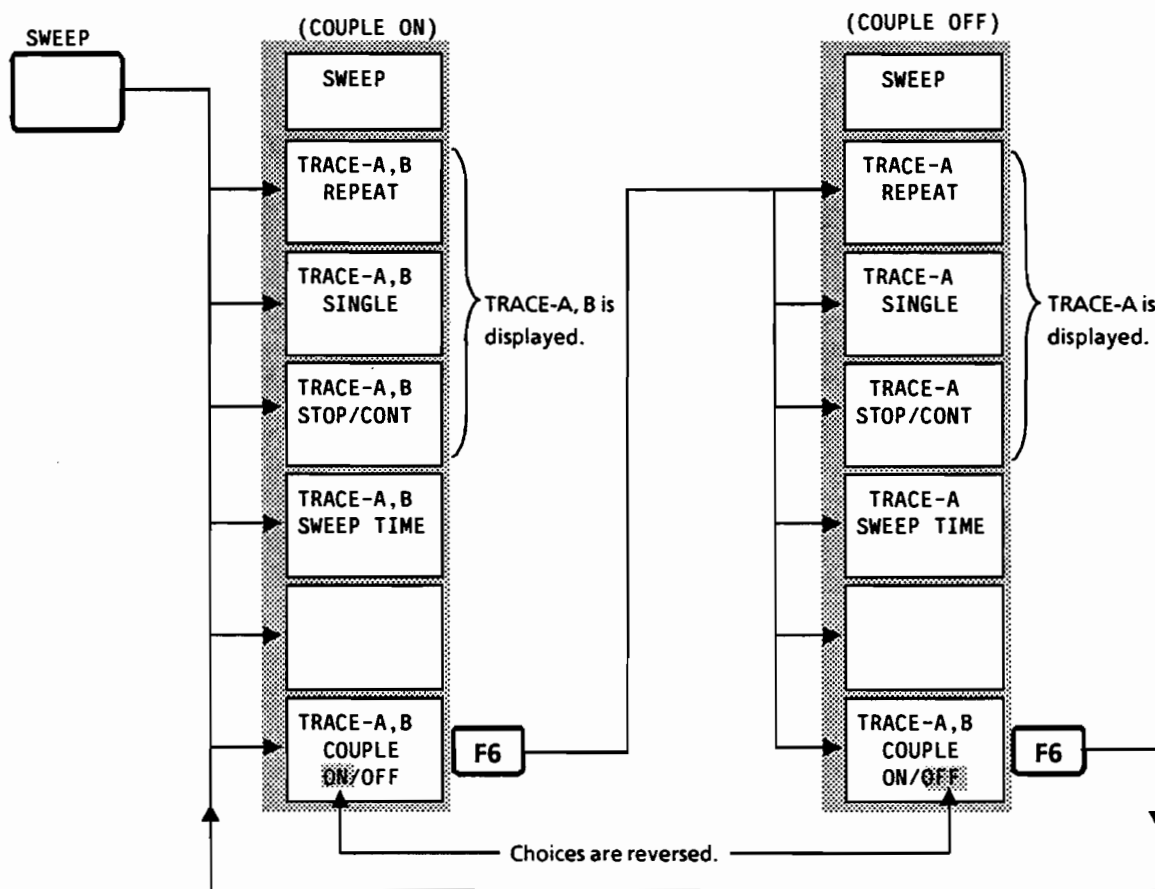 SWEEP
(COUPLE ON)
SWEEP
TRACE-A,B
REPEAT
TRACE-A,B
SINGLE
TRACE-A,B
STOP/CONT
TRACE-A,B
SWEEP TIME
TRACE-A,B
COUPLE
ON/OFF
TRACE-A, B is
displayed.
F6
(COUPLE OFF)
SWEEP
TRACE-A
REPEAT
TRACE-A
SINGLE
TRACE-A
STOP/CONT
TRACE-A
SWEEP TIME
TRACE-A,B
COUPLE
ON/OFF
TRACE-A is
displayed.
F6
Choices are reversed.